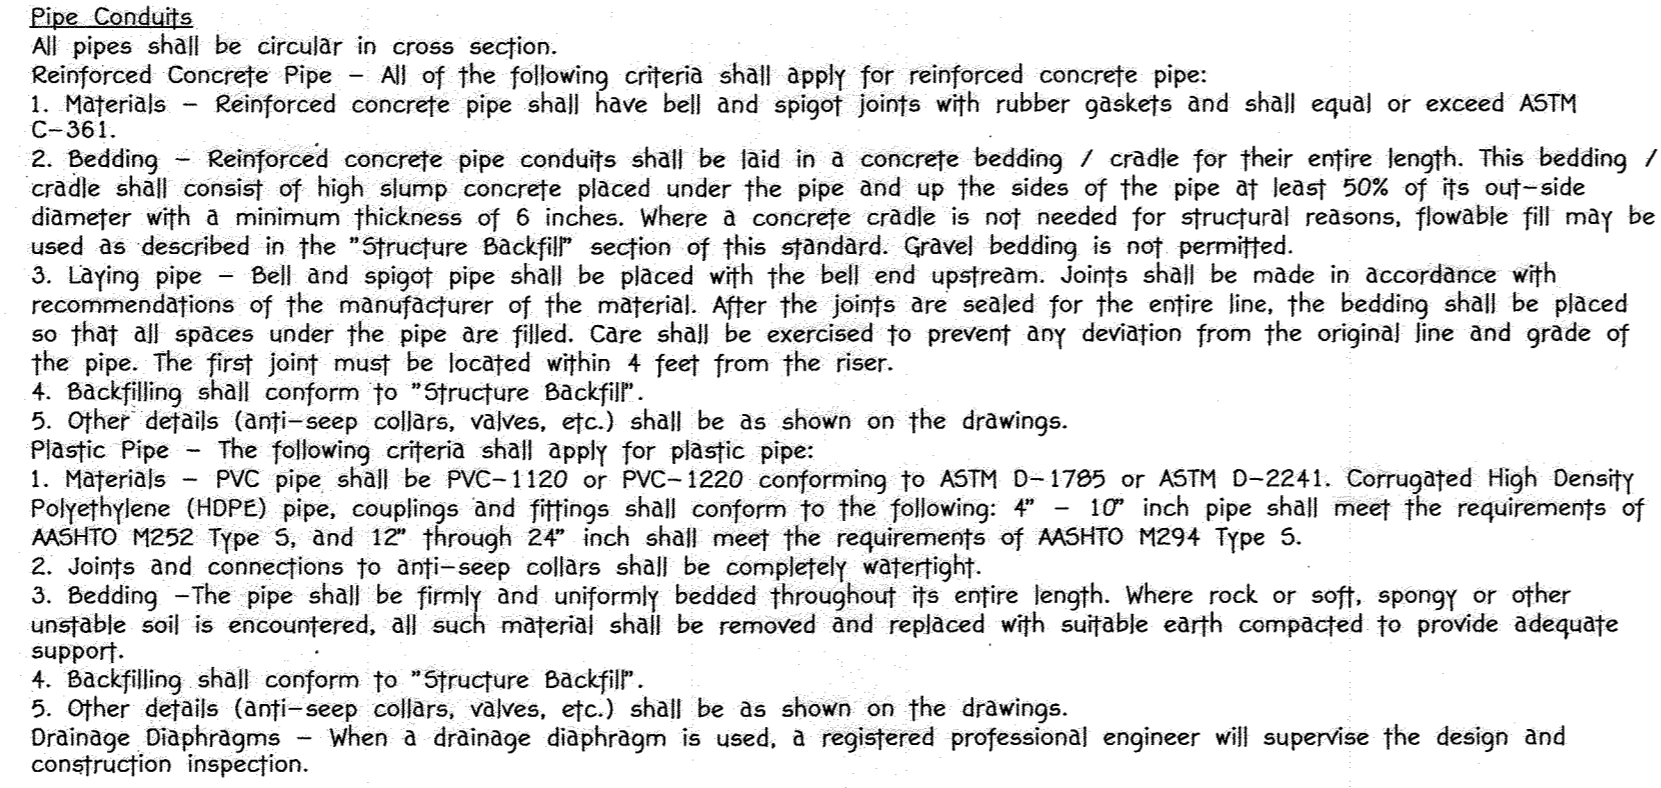 Pipe Conduits
All pipes shall be circular in cross section.
Reinforced Concrete Pipe - All of the following criteria shall apply for reinforced concrete pipe:
1. Materials - Reinforced concrete pipe shall have bell and spigot joints with rubber gaskets and shall equal or exceed ASTM
C-361.
2. Bedding - Reinforced concrete pipe conduits shall be laid in a concrete bedding / cradle for their entire length. This bedding /
cradle shall consist of high slump concrete placed under the pipe and up the sides of the pipe at least 50% of its out-side
diameter with a minimum thickness of 6 inches. Where a concrete cradle is not needed for structural reasons, flowable fill may be
used as described in the "Structure Backfill" section of this standard. Gravel bedding is not permitted.
3. Laying pipe - Bell and spigot pipe shall be placed with the bell end upstream. Joints shall be made in accordance with
recommendations of the manufacturer of the material. After the joints are sealed for the entire line, the bedding shall be placed
so that all spaces under the pipe are filled. Care shall be exercised to prevent any deviation from the original line and grade of
the pipe. The first joint must be located within 4 feet from the riser.
4. Backfilling shall conform to "Structure Backfill".
5. Other details (anti-seep collars, valves, etc.) shall be as shown on the drawings.
Plastic Pipe - The following criteria shall apply for plastic pipe:
1. Materials - PVC pipe shall be PVC-1120 or PVC-1220 conforming to ASTM D-1785 or ASTM D-2241. Corrugated High Density
Polyethylene (HDPE) pipe, couplings and fittings shall conform to the following: 4" - 10" inch pipe shall meet the requirements of
AASHTO M252 Type S, and 12" through 24" inch shall meet the requirements of AASHTO M294 Type S.
2. Joints and connections to anti-seep collars shall be completely watertight.
3. Bedding -The pipe shall be firmly and uniformly bedded throughout its entire length. Where rock or soft, spongy or other
unstable soil is encountered, all such material shall be removed and replaced with suitable earth compacted to provide adequate
support.
4. Backfilling shall conform to "Structure Backfill".
5. Other details (anti-seep collars, valves, etc.) shall be as shown on the drawings.
Drainage Diaphragms - When a drainage diaphragm is used, a registered professional engineer will supervise the design and
construction inspection.